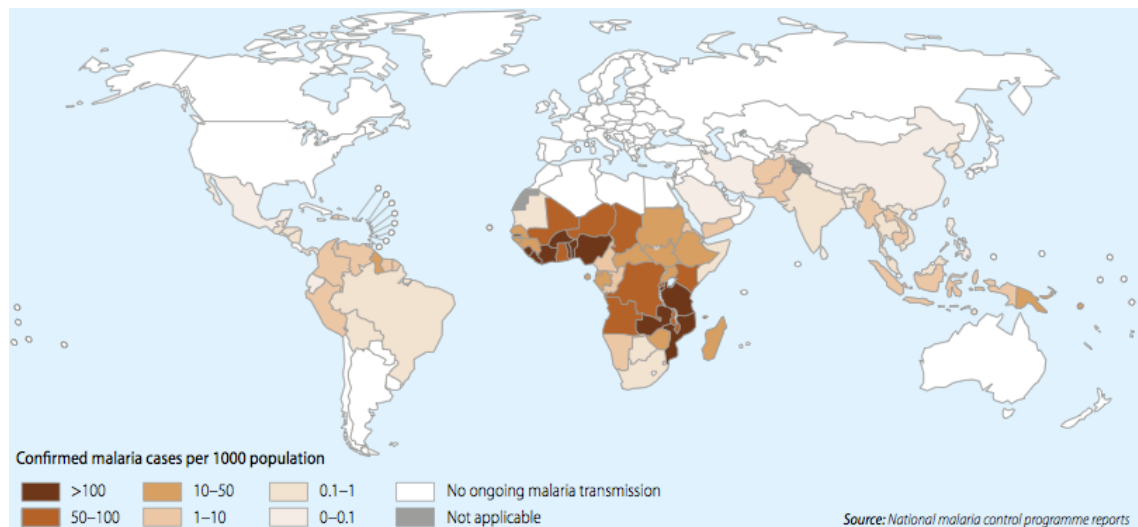 Confirmed malaria cases per 1000 population
>100
10–50
0.1–1
No ongoing malaria transmission
50–100
1–10
0–0.1
Not applicable
Source: National malaria control programme reports